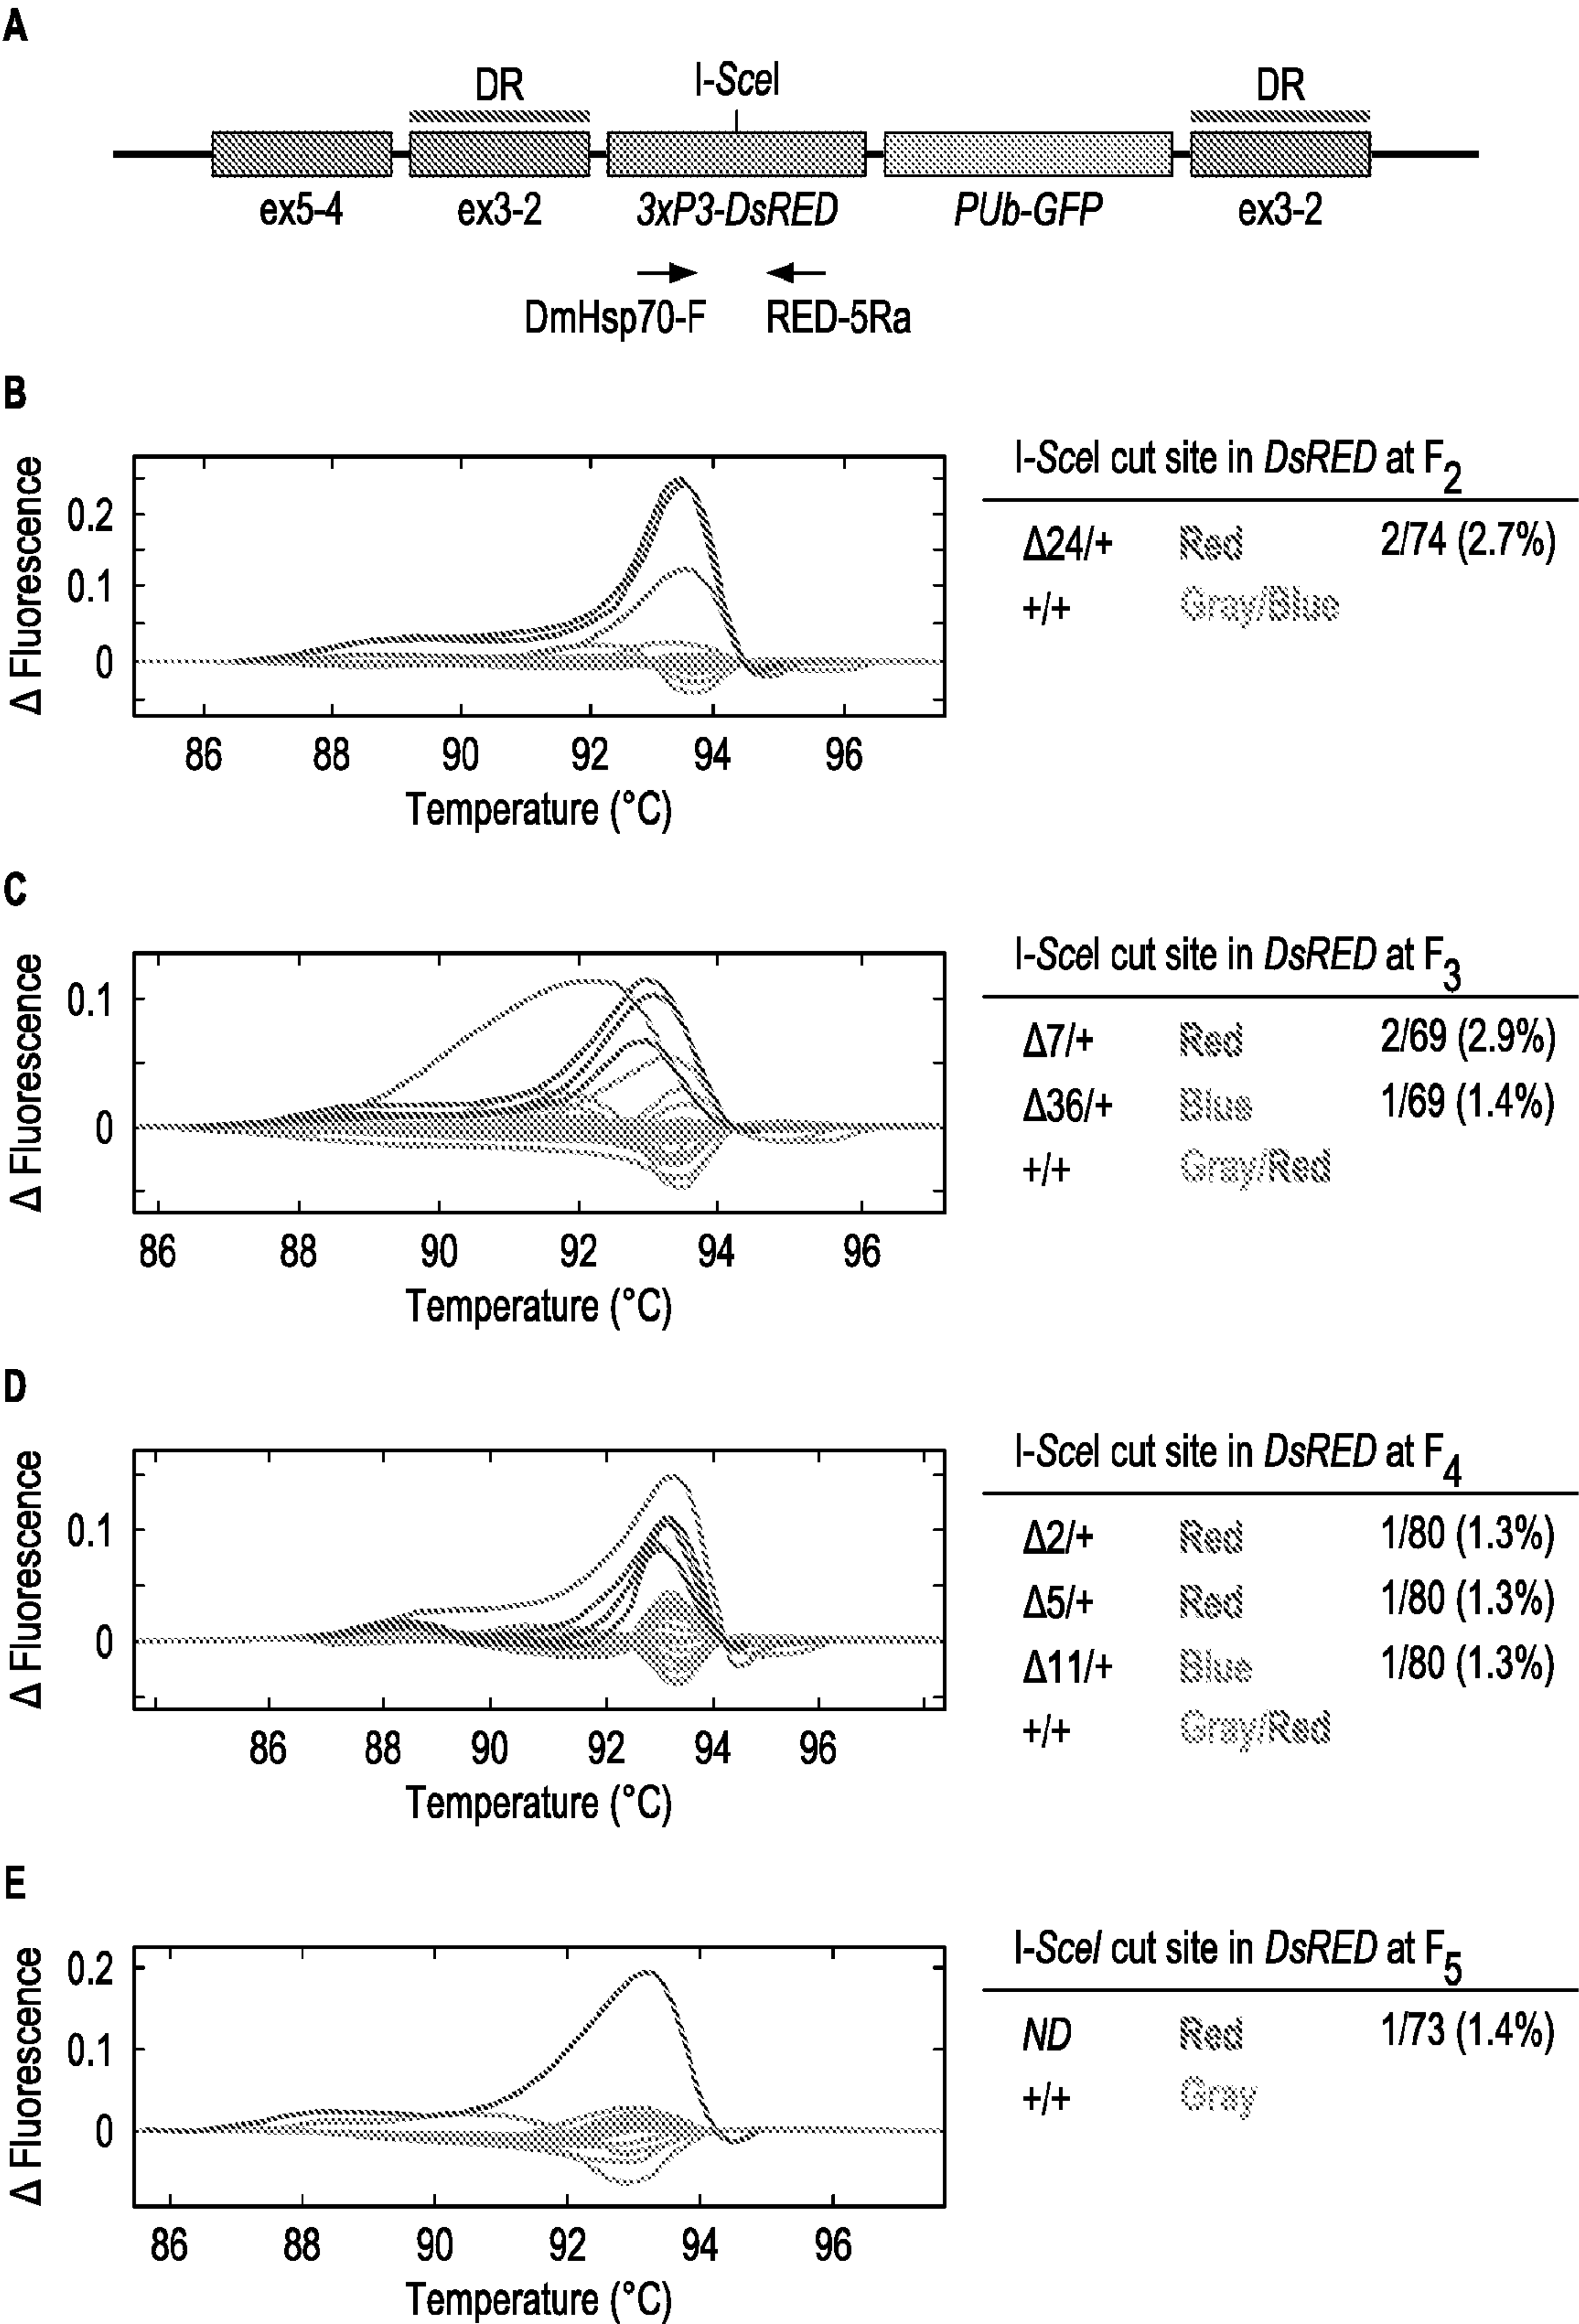 A
DR I-SceI DR
ex5-4 ex3-2 3xP3-DsRED PUb-GFP ex3-2
DmHsp70-F RED-5Ra
B
Δ Fluorescence
0.2
0.1
0
86 88 90 92 94 96
Temperature (°C)
I-SceI cut site in DsRED at F2
Δ24/+ Red 2/74 (2.7%)
+/+ Gray/Blue
C
Δ Fluorescence
0.1
0
86 88 90 92 94 96
Temperature (°C)
I-SceI cut site in DsRED at F3
Δ7/+ Red 2/69 (2.9%)
Δ36/+ Blue 1/69 (1.4%)
+/+ Gray/Red
D
Δ Fluorescence
0.1
0
86 88 90 92 94 96
Temperature (°C)
I-SceI cut site in DsRED at F4
Δ2/+ Red 1/80 (1.3%)
Δ5/+ Red 1/80 (1.3%)
Δ11/+ Blue 1/80 (1.3%)
+/+ Gray/Red
E
Δ Fluorescence
0.2
0.1
0
86 88 90 92 94 96
Temperature (°C)
I-SceI cut site in DsRED at F5
ND Red 1/73 (1.4%)
+/+ Gray